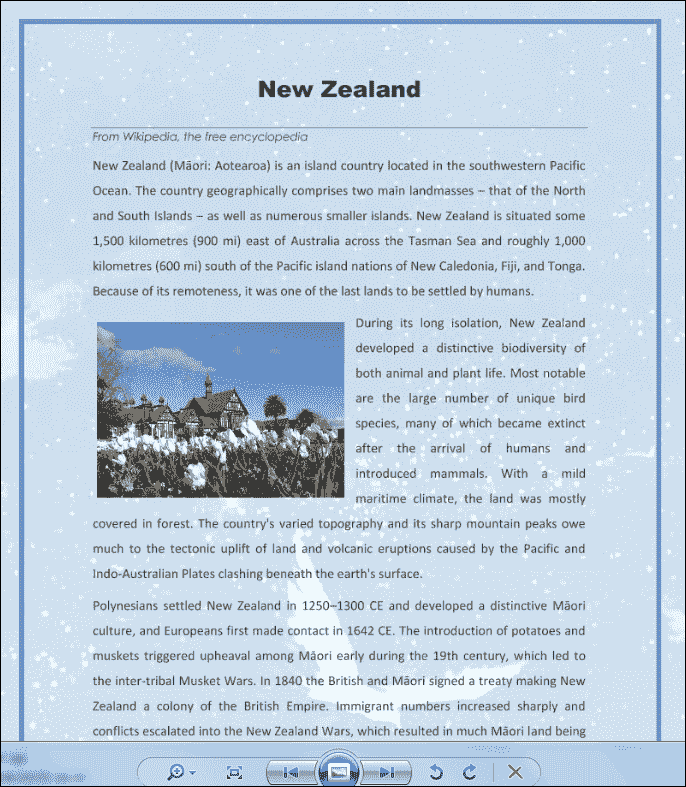 New Zealand
From Wikipedia, the free encyclopedia
New Zealand (Māori: Aotearoa) is an island country located in the southwestern Pacific
Ocean. The country geographically comprises two main landmasses – that of the North
and South Islands – as well as numerous smaller islands. New Zealand is situated some
1,500 kilometres (900 mi) east of Australia across the Tasman Sea and roughly 1,000
kilometres (600 mi) south of the Pacific island nations of New Caledonia, Fiji, and Tonga.
Because of its remoteness, it was one of the last lands to be settled by humans.
During its long isolation, New Zealand
developed a distinctive biodiversity of
both animal and plant life. Most notable
are the large number of unique bird
species, many of which became extinct
after the arrival of humans and
introduced mammals. With a mild
maritime climate, the land was mostly
covered in forest. The country's varied topography and its sharp mountain peaks owe
much to the tectonic uplift of land and volcanic eruptions caused by the Pacific and
Indo-Australian Plates clashing beneath the earth's surface.
Polynesians settled New Zealand in 1250–1300 CE and developed a distinctive Māori
culture, and Europeans first made contact in 1642 CE. The introduction of potatoes and
muskets triggered upheaval among Māori early during the 19th century, which led to
the inter-tribal Musket Wars. In 1840 the British and Māori signed a treaty making New
Zealand a colony of the British Empire. Immigrant numbers increased sharply and
conflicts escalated into the New Zealand Wars, which resulted in much Māori land being